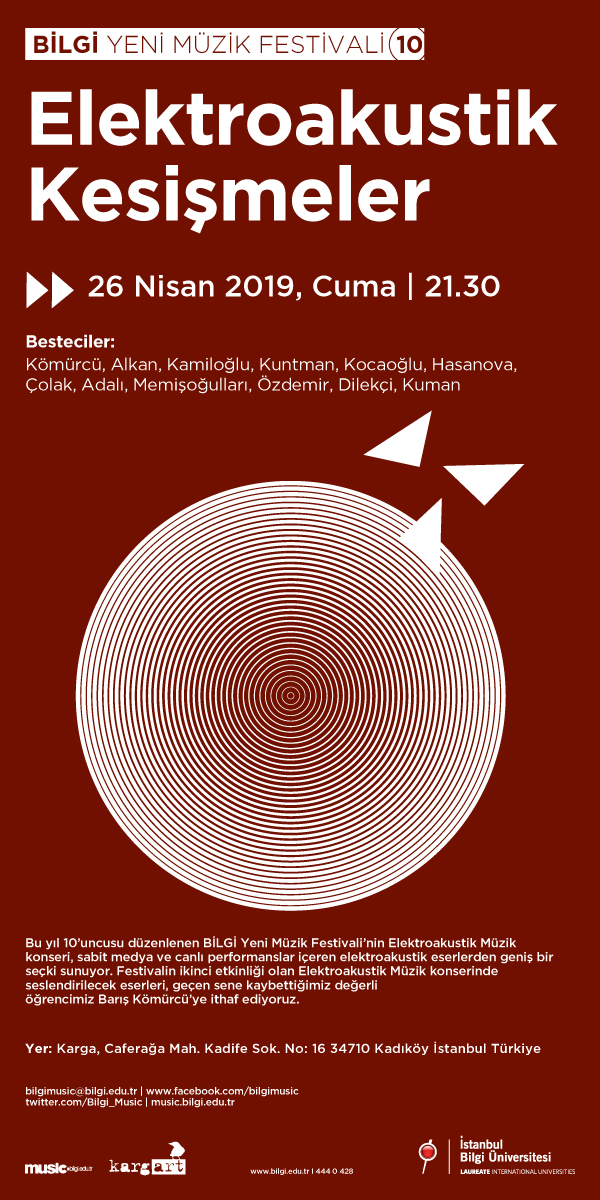 BİLGİ YENİ MÜZİK FESTİVALİ 10
Elektroakustik
Kesişmeler
26 Nisan 2019, Cuma | 21.30
Besteciler:
Kömürcü, Alkan, Kamiloğlu, Kuntman, Kocaoğlu, Hasanova,
Çolak, Adalı, Memişoğulları, Özdemir, Dilekçi, Kuman
Bu yıl 10’uncusu düzenlenen BİLGİ Yeni Müzik Festivali’nin Elektroakustik Müzik
konseri, sabit medya ve canlı performanslar içeren elektroakustik eserlerden geniş bir
seçki sunuyor. Festivalin ikinci etkinliği olan Elektroakustik Müzik konserinde
seslendirilecek eserleri, geçen sene kaybettiğimiz değerli
öğrencimiz Barış Kömürcü’ye ithaf ediyoruz.
Yer: Karga, Caferağa Mah. Kadife Sok. No: 16 34710 Kadıköy İstanbul Türkiye
bilgimusic@bilgi.edu.tr | www.facebook.com/bilgimusic
twitter.com/Bilgi_Music | music.bilgi.edu.tr
music@bilgi.edu.tr
kargart
www.bilgi.edu.tr | 444 0 428
İstanbul
Bilgi Üniversitesi
LAUREATE INTERNATIONAL UNIVERSITIES